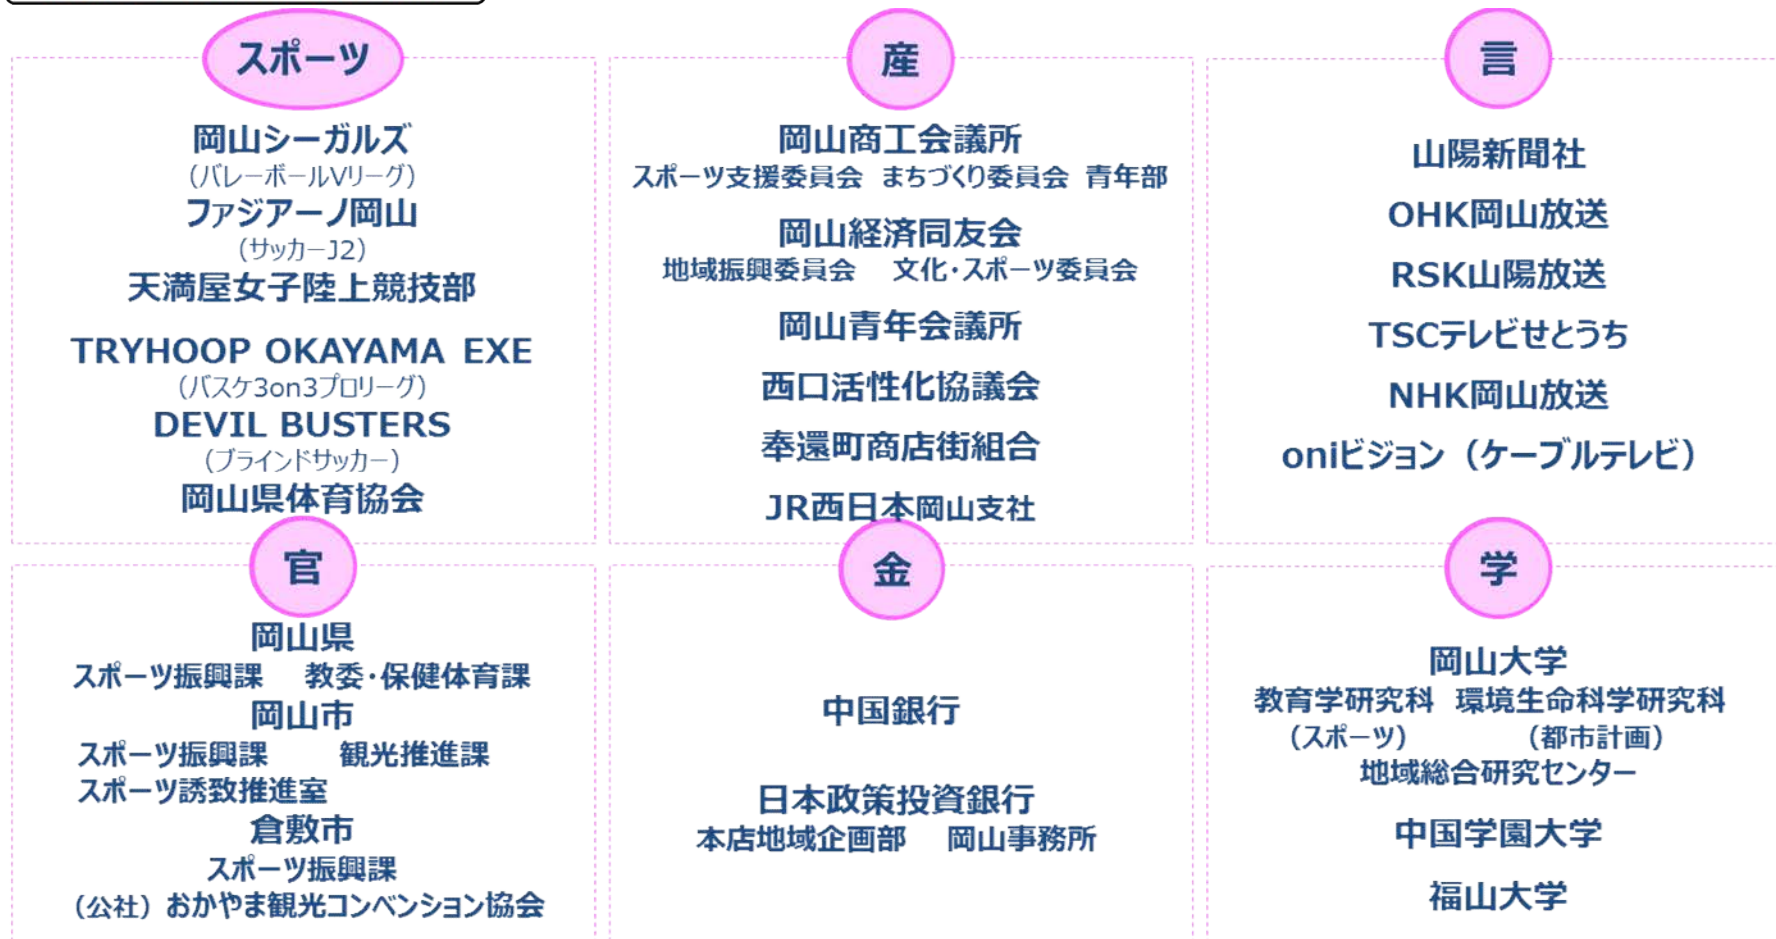 スポーツ
岡山シーガルズ
（バレーボールVリーグ）
ファジアーノ岡山
（サッカーJ2）
天満屋女子陸上競技部
TRYHOOP OKAYAMA EXE
（バスケ3on3プロリーグ）
DEVIL BUSTERS
（ブラインドサッカー）
岡山県体育協会
産
岡山商工会議所
スポーツ支援委員会 まちづくり委員会 青年部
岡山経済同友会
地域振興委員会 文化・スポーツ委員会
岡山青年会議所
西口活性化協議会
奉還町商店街組合
JR西日本岡山支社
言
山陽新聞社
OHK岡山放送
RSK山陽放送
TSCテレビせとうち
NHK岡山放送
oniビジョン（ケーブルテレビ）
官
岡山県
スポーツ振興課 教委・保健体育課
岡山市
スポーツ振興課 観光推進課
スポーツ誘致推進室
倉敷市
スポーツ振興課
（公社）おかやま観光コンベンション協会
金
中国銀行
日本政策投資銀行
本店地域企画部 岡山事務所
学
岡山大学
教育学研究科 環境生命科学研究科
（スポーツ） （都市計画）
地域総合研究センター
中国学園大学
福山大学